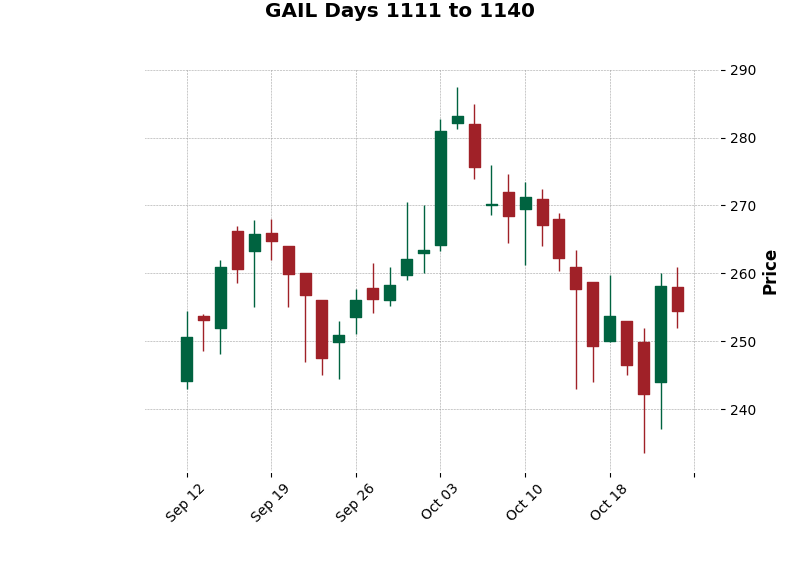 GAIL Days 1111 to 1140
290
280
270
260
250
240
Price
Sep 12
Sep 19
Sep 26
Oct 03
Oct 10
Oct 18